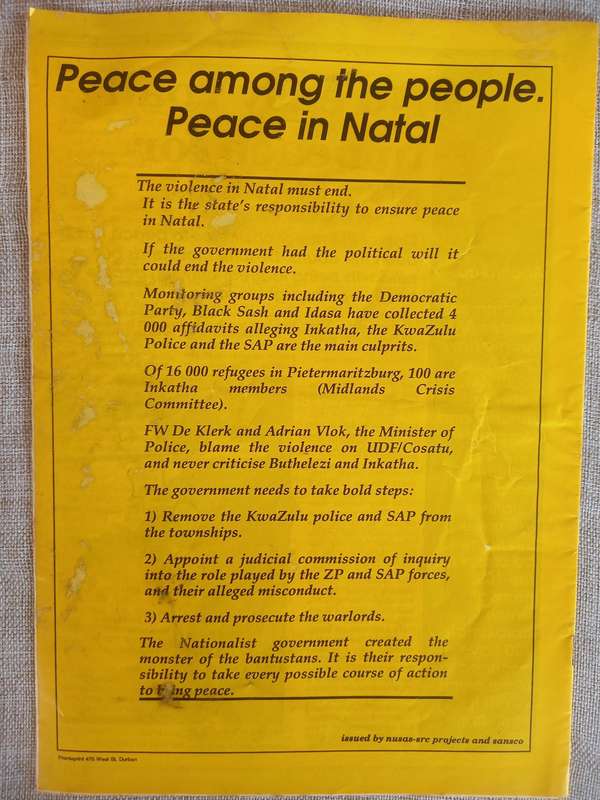 Peace among the people.
Peace in Natal
The violence in Natal must end.
It is the state's responsibility to ensure peace
in Natal.
If the government had the political will it
could end the violence.
Monitoring groups including the Democratic
Party, Black Sash and Idasa have collected 4
000 affidavits alleging Inkatha, the KwaZulu
Police and the SAP are the main culprits.
Of 16 000 refugees in Pietermaritzburg, 100 are
Inkatha members (Midlands Crisis
Committee).
FW De Klerk and Adrian Vlok, the Minister of
Police, blame the violence on UDF/Cosatu,
and never criticise Buthelezi and Inkatha.
The government needs to take bold steps:
1) Remove the KwaZulu police and SAP from
the townships.
2) Appoint a judicial commission of inquiry
into the role played by the ZP and SAP forces,
and their alleged misconduct.
3) Arrest and prosecute the warlords.
The Nationalist government created the
monster of the bantustans. It is their respon-
sibility to take every possible course of action
to bring peace.
issued by nusas-src projects and sansco
475 West St. Durban